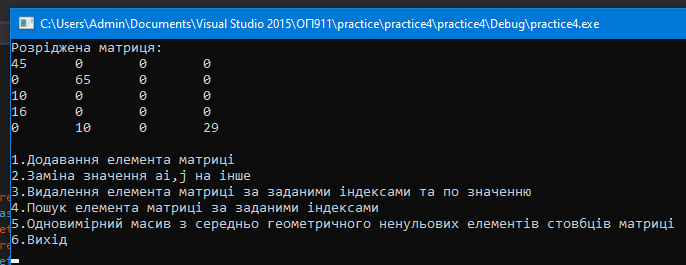 C:\Users\Admin\Documents\Visual Studio 2015\ОП911\practice\practice4\practice4\Debug\practice4.exe
Розріджена матриця:
45 0 0 0
0 65 0 0
10 0 0 0
16 0 0 0
0 10 0 29
1.Додавання елемента матриці
2.Заміна значення ai,j на інше
3.Видалення елемента матриці за заданими індексами та по значенню
4.Пошук елемента матриці за заданими індексами
5.Одновимірний масив з середньо геометричного ненульових елементів стовбців матриці
6.Вихід